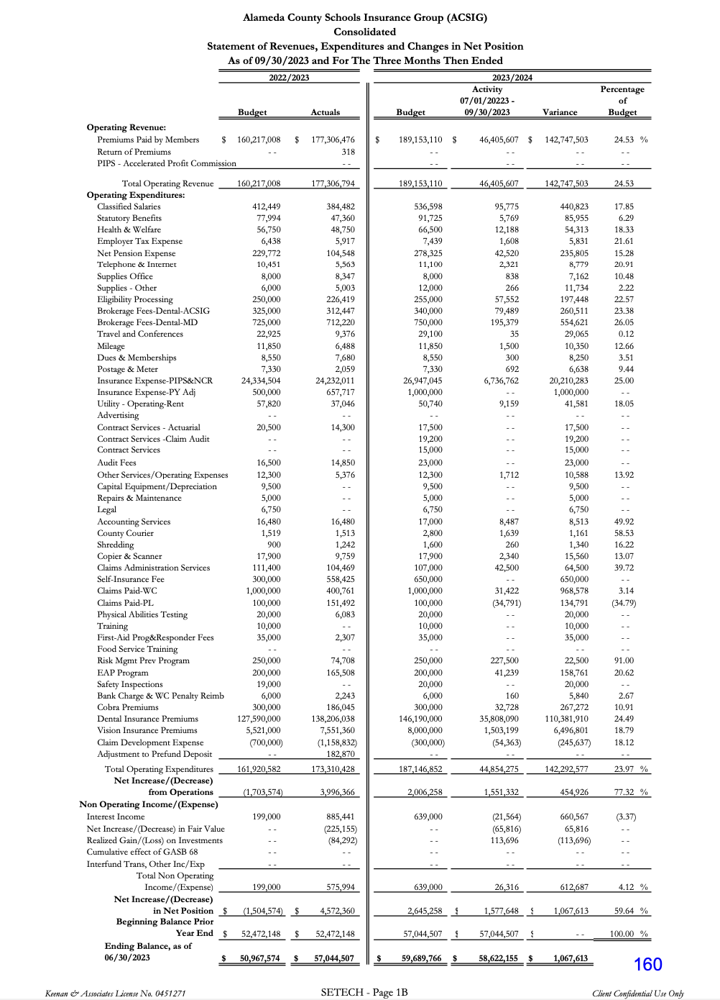 Alameda County Schools Insurance Group (ACSIG)
Consolidated
Statement of Revenues, Expenditures and Changes in Net Position
As of 09/30/2023 and For The Three Months Then Ended
2022/2023 2023/2024
Activity Percentage
07/01/20223 - of
Budget Actuals Budget 09/30/2023 Variance Budget
Operating Revenue:
Premiums Paid by Members $ 160,217,008 $ 177,306,476 $ 189,153,110 $ 46,405,607 $ 142,747,503 24.53 %
Return of Premiums - - 318 - - - - - - - -
PIPS - Accelerated Profit Commission - - - - - - - - - -
Total Operating Revenue 160,217,008 177,306,794 189,153,110 46,405,607 142,747,503 24.53
Operating Expenditures:
Classified Salaries 412,449 384,482 536,598 95,775 440,823 17.85
Statutory Benefits 77,994 47,360 91,725 5,769 85,955 6.29
Health & Welfare 56,750 48,750 66,500 12,188 54,313 18.33
Employer Tax Expense 6,438 5,917 7,439 1,608 5,831 21.61
Net Pension Expense 229,772 104,548 278,325 42,520 235,805 15.28
Telephone & Internet 10,451 5,563 11,100 2,321 8,779 20.91
Supplies Office 8,000 8,347 8,000 838 7,162 10.48
Supplies - Other 6,000 5,003 12,000 266 11,734 2.22
Eligibility Processing 250,000 226,419 255,000 57,552 197,448 22.57
Brokerage Fees-Dental-ACSIG 325,000 312,447 340,000 79,489 260,511 23.38
Brokerage Fees-Dental-MD 725,000 712,220 750,000 195,379 554,621 26.05
Travel and Conferences 22,925 9,376 29,100 35 29,065 0.12
Mileage 11,850 6,488 11,850 1,500 10,350 12.66
Dues & Memberships 8,550 7,680 8,550 300 8,250 3.51
Postage & Meter 7,330 2,059 7,330 692 6,638 9.44
Insurance Expense-PIPS&NCR 24,334,504 24,232,011 26,947,045 6,736,762 20,210,283 25.00
Insurance Expense-PY Adj 500,000 657,717 1,000,000 - - 1,000,000 - -
Utility - Operating-Rent 57,820 37,046 50,740 9,159 41,581 18.05
Advertising - - - - - - - - - - - -
Contract Services - Actuarial 20,500 14,300 17,500 - - 17,500 - -
Contract Services -Claim Audit - - - - 19,200 - - 19,200 - -
Contract Services - - - - 15,000 - - 15,000 - -
Audit Fees 16,500 14,850 23,000 - - 23,000 - -
Other Services/Operating Expenses 12,300 5,376 12,300 1,712 10,588 13.92
Capital Equipment/Depreciation 9,500 - - 9,500 - - 9,500 - -
Repairs & Maintenance 5,000 - - 5,000 - - 5,000 - -
Legal 6,750 - - 6,750 - - 6,750 - -
Accounting Services 16,480 16,480 17,000 8,487 8,513 49.92
County Courier 1,519 1,513 2,800 1,639 1,161 58.53
Shredding 900 1,242 1,600 260 1,340 16.22
Copier & Scanner 17,900 9,759 17,900 2,340 15,560 13.07
Claims Administration Services 111,400 104,469 107,000 42,500 64,500 39.72
Self-Insurance Fee 300,000 558,425 650,000 - - 650,000 - -
Claims Paid-WC 1,000,000 400,761 1,000,000 31,422 968,578 3.14
Claims Paid-PL 100,000 151,492 100,000 (34,791) 134,791 (34.79)
Physical Abilities Testing 20,000 6,083 20,000 - - 20,000 - -
Training 10,000 - - 10,000 - - 10,000 - -
First-Aid Prog&Responder Fees 35,000 2,307 35,000 - - 35,000 - -
Food Service Training - - - - - - - - - - - -
Risk Mgmt Prev Program 250,000 74,708 250,000 227,500 22,500 91.00
EAP Program 200,000 165,508 200,000 41,239 158,761 20.62
Safety Inspections 19,000 - - 20,000 - - 20,000 - -
Bank Charge & WC Penalty Reimb 6,000 2,243 6,000 160 5,840 2.67
Cobra Premiums 300,000 186,045 300,000 32,728 267,272 10.91
Dental Insurance Premiums 127,590,000 138,206,038 146,190,000 35,808,090 110,381,910 24.49
Vision Insurance Premiums 5,521,000 7,551,360 8,000,000 1,503,199 6,496,801 18.79
Claim Development Expense (700,000) (1,158,832) (300,000) (54,363) (245,637) 18.12
Adjustment to Prefund Deposit - - 182,870 - - - - - - - -
Total Operating Expenditures 161,920,582 173,310,428 187,146,852 44,854,275 142,292,577 23.97 %
Net Increase/(Decrease)
from Operations (1,703,574) 3,996,366 2,006,258 1,551,332 454,926 77.32 %
Non Operating Income/(Expense)
Interest Income 199,000 885,441 639,000 (21,564) 660,567 (3.37)
Net Increase/(Decrease) in Fair Value - - (225,155) - - (65,816) 65,816 - -
Realized Gain/(Loss) on Investments - - (84,292) - - 113,696 (113,696) - -
Cumulative effect of GASB 68 - - - - - - - - - - - -
Interfund Trans, Other Inc/Exp - - - - - - - - - - - -
Total Non Operating
Income/(Expense) 199,000 575,994 639,000 26,316 612,687 4.12 %
Net Increase/(Decrease)
in Net Position $ (1,504,574) $ 4,572,360 2,645,258 $ 1,577,648 $ 1,067,613 59.64 %
Beginning Balance Prior
Year End $ 52,472,148 $ 52,472,148 57,044,507 $ 57,044,507 $ - - 100.00 %
Ending Balance, as of
06/30/2023 $ 50,967,574 $ 57,044,507 $ 59,689,766 $ 58,622,155 $ 1,067,613
160
Keenan & Associates License No. 0451271 SETECH - Page 1B Client Confidential Use Only